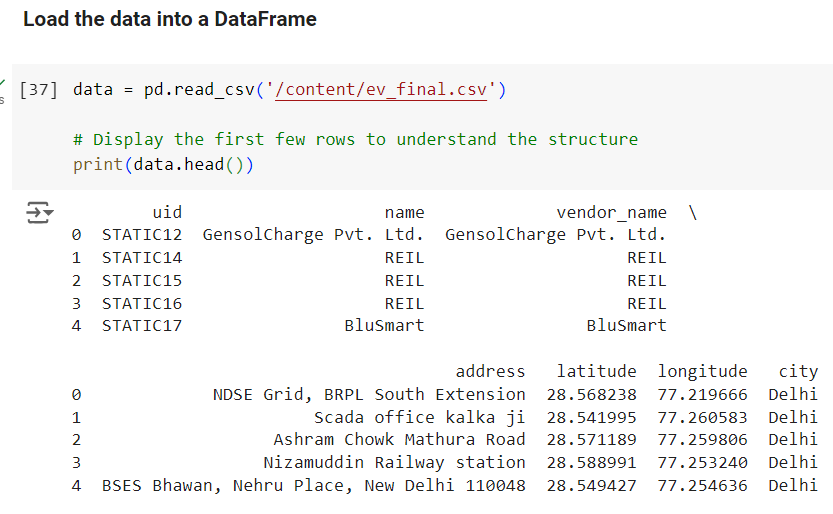 Load the data into a DataFrame
[37] data = pd.read_csv('/content/ev_final.csv')
# Display the first few rows to understand the structure
print(data.head())
uid name vendor_name \
0 STATIC12 GensolCharge Pvt. Ltd. GensolCharge Pvt. Ltd.
1 STATIC14 REIL REIL
2 STATIC15 REIL REIL
3 STATIC16 REIL REIL
4 STATIC17 BluSmart BluSmart
address latitude longitude city
0 NDSE Grid, BRPL South Extension 28.568238 77.219666 Delhi
1 Scada office kalka ji 28.541995 77.260583 Delhi
2 Ashram Chowk Mathura Road 28.571189 77.259806 Delhi
3 Nizamuddin Railway station 28.588991 77.253240 Delhi
4 BSES Bhawan, Nehru Place, New Delhi 110048 28.549427 77.254636 Delhi